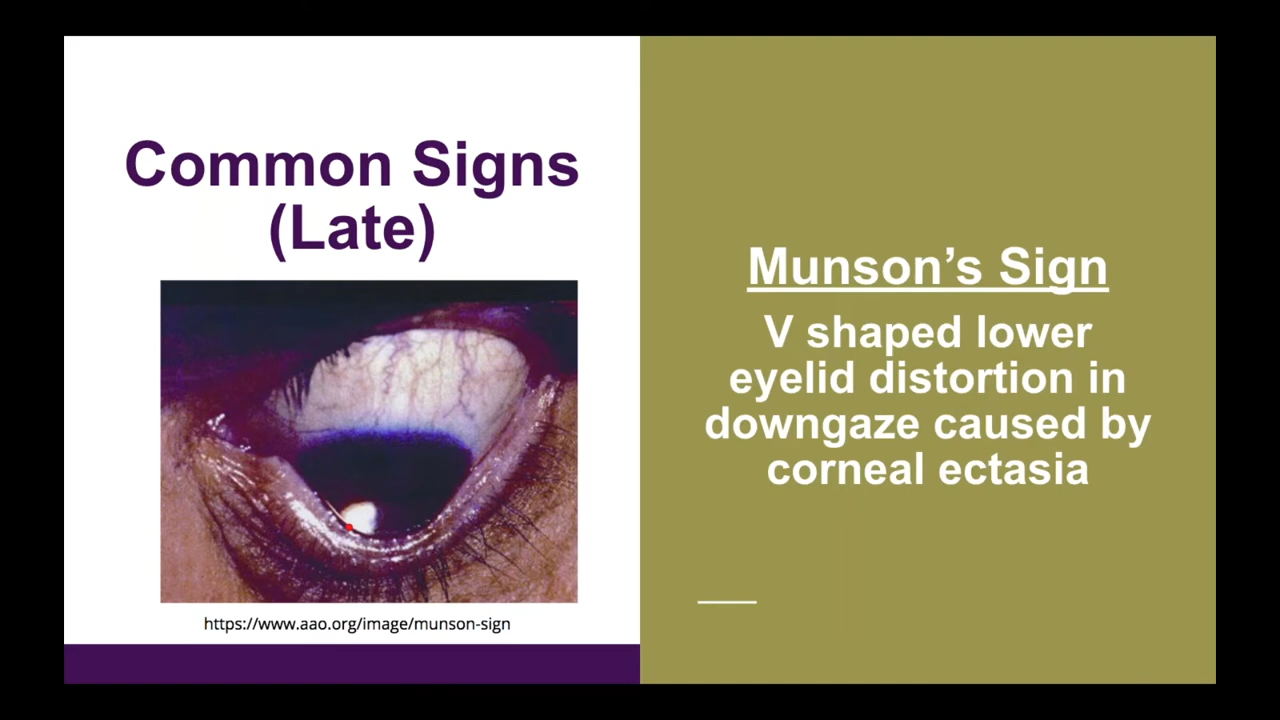 Common Signs
(Late)
https://www.aao.org/image/munson-sign
Munson’s Sign
V shaped lower
eyelid distortion in
downgaze caused by
corneal ectasia